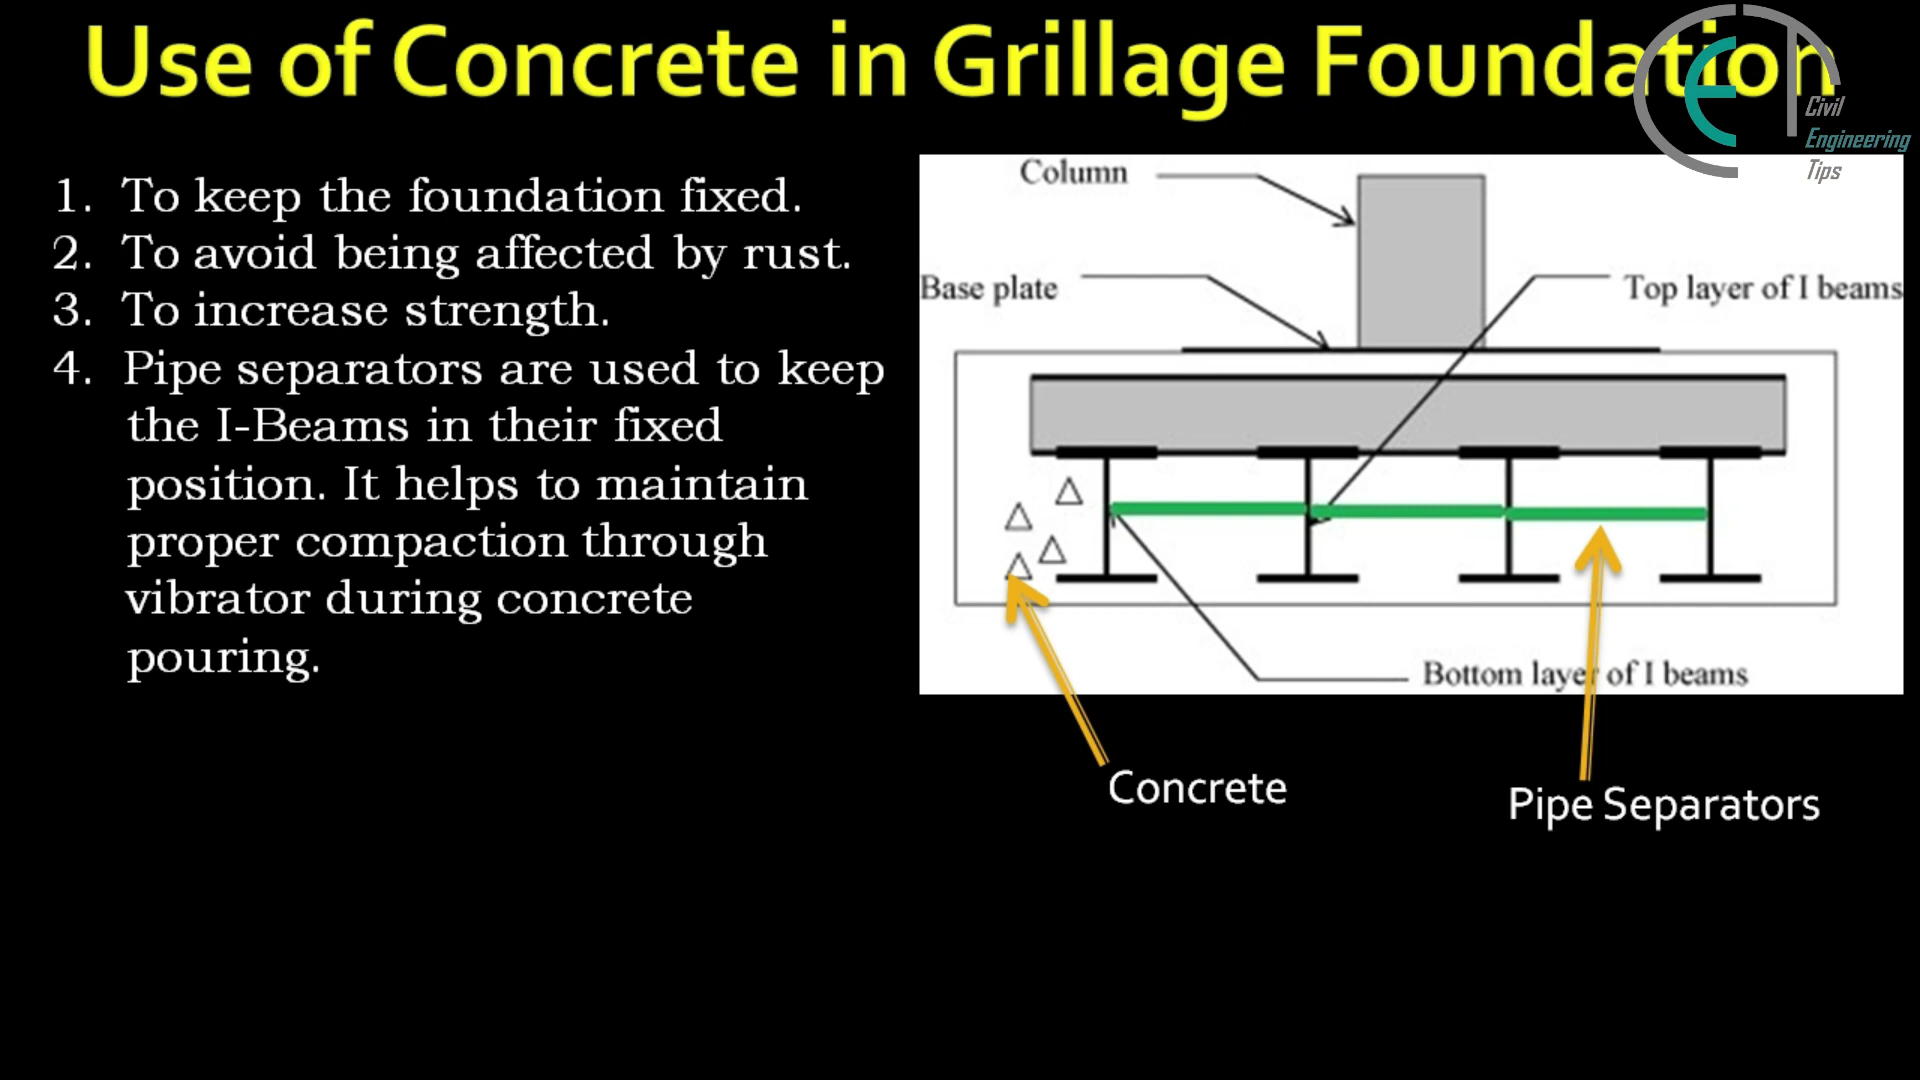 Use of Concrete in Grillage Foundation
Civil
Engineering
Tips
1. To keep the foundation fixed.
2. To avoid being affected by rust.
3. To increase strength.
4. Pipe separators are used to keep
the I-Beams in their fixed
position. It helps to maintain
proper compaction through
vibrator during concrete
pouring.
Column
Base plate
Top layer of I beams
Bottom layer of I beams
Concrete
Pipe Separators